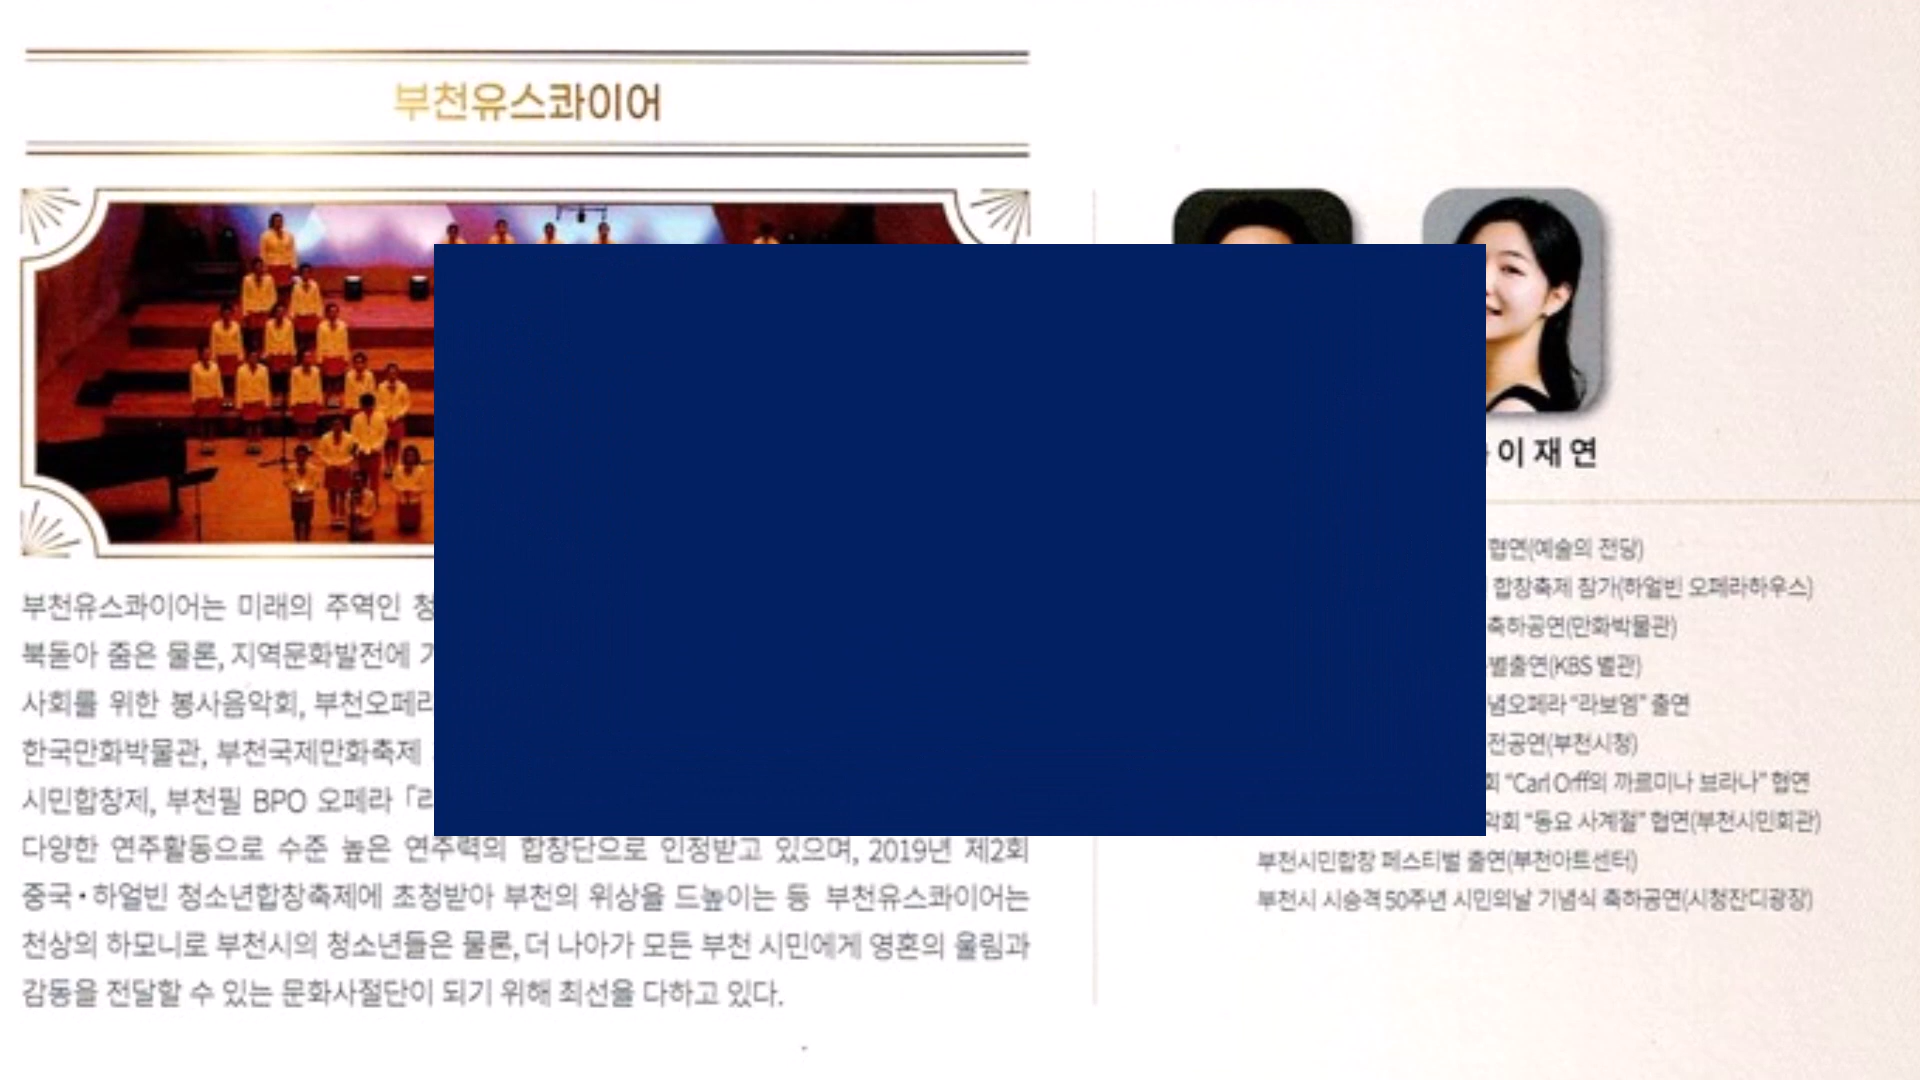 부천유스콰이어
부천유스콰이어는 미래의 주역인
북돋아 줌은 물론, 지역문화발전에
사회를 위한 봉사음악회,
한국만화박물관, 부천국제만화축제
시민합창제, 부천필 BPO 오페라
다양한 연주활동으로 수준 높은 연주력의 합창단으로 인정받고 있으며, 2019년 제2회
중국·하얼빈 청소년합창축제에 초청받아 부천의 위상을 드높이는 등 부천유스콰이어는
천상의 하모니로 부천시의 청소년들은 물론, 더 나아가 모든 부천 시민에게 영혼의 울림과
감동을 전달할 수 있는 문화사절단이 되기 위해 최선을 다하고 있다.
이재연
협연(예술의 전당)
합창축제 참가(하얼빈 오페라하우스)
축하공연(만화박물관)
별출연(KBS 별관)
념오페라 “라보엠” 출연
전공연(부천시청)
회 “Carl Orff의 까르미나 브라나” 협연
악회 “동요 사계절” 협연(부천시민회관)
부천시민합창 페스티벌 출연(부천아트센터)
부천시 시승격 50주년 시민의날 기념식 축하공연(시청잔디광장)